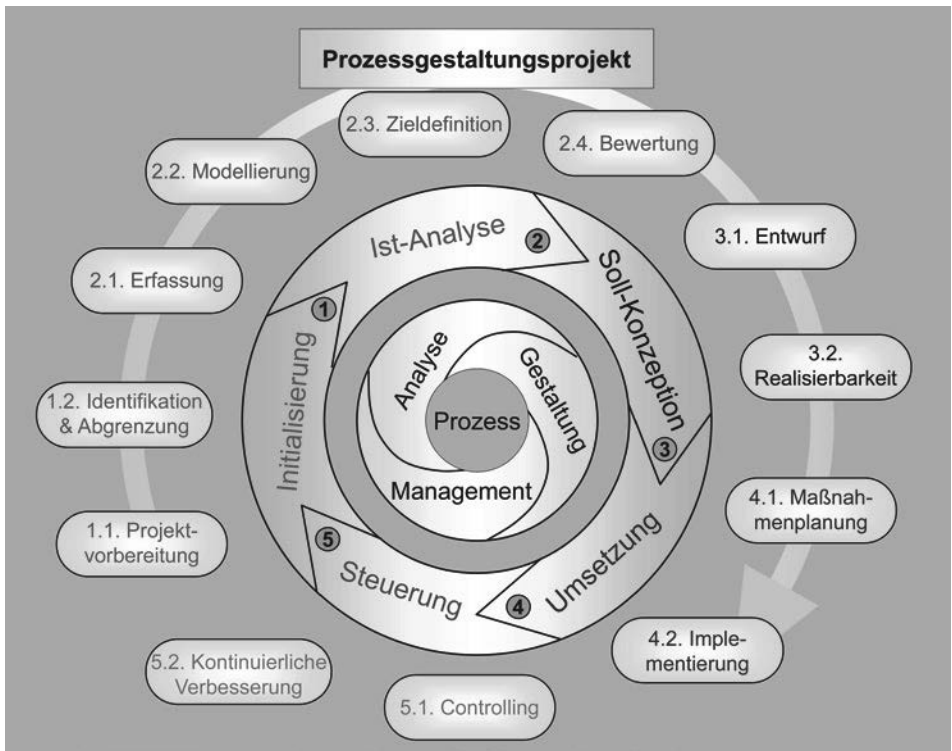 Prozessgestaltungsprojekt
2.3. Zieldefinition
2.4. Bewertung
2.2. Modellierung
3.1. Entwurf
2.1. Erfassung
3.2.
Realisierbarkeit
1.2. Identifikation
& Abgrenzung
4.1. Maßnah-
menplanung
1.1. Projekt-
vorbereitung
4.2. Imple-
mentierung
5.2. Kontinuierliche
Verbesserung
5.1. Controlling
Initialisierung
1
Ist-Analyse
2
Soll-Konzeption
3
Umsetzung
4
Steuerung
5
Analyse
Gestaltung
Management
Prozess